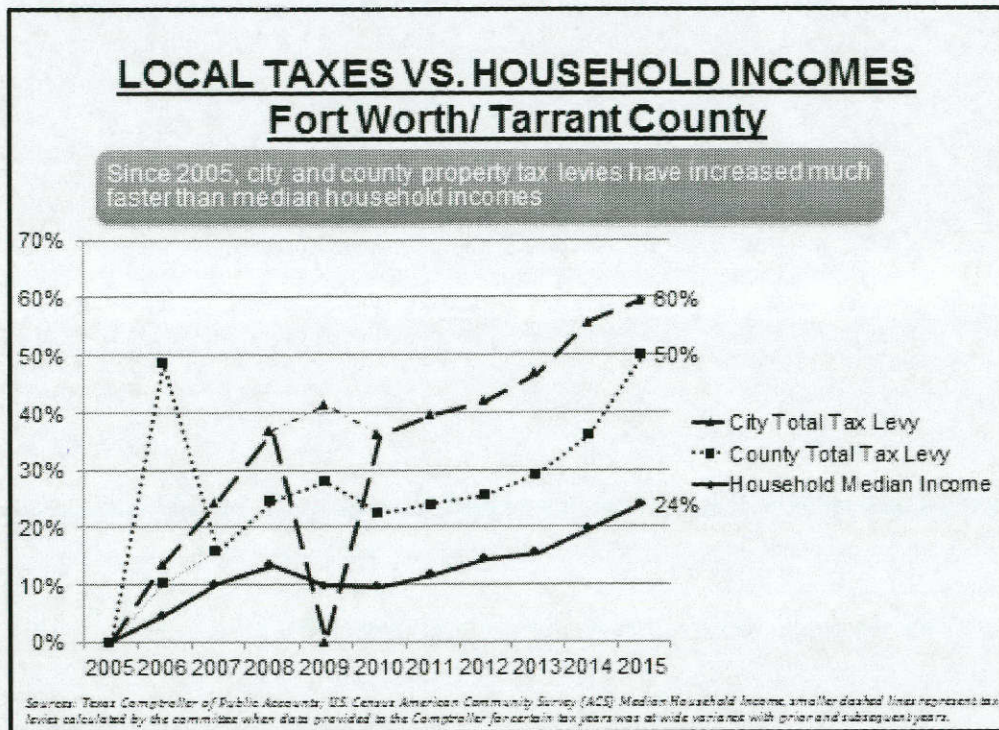 LOCAL TAXES VS. HOUSEHOLD INCOMES
Fort Worth/ Tarrant County
Since 2005, city and county property tax levies have increased much
faster than median household incomes
70%
60%
50%
40%
30%
20%
10%
0%
60%
50%
24%
City Total Tax Levy
County Total Tax Levy
Household Median Income
2005 2006 2007 2008 2009 2010 2011 2012 2013 2014 2015
Sources: Texas Comptroller of Public Accounts; U.S. Census American Community Survey (ACS) Median Household Income, smaller dashed lines represent tax
levies calculated by the committee when data provided to the Comptroller for certain tax years was at wide variance with prior and subsequent years.